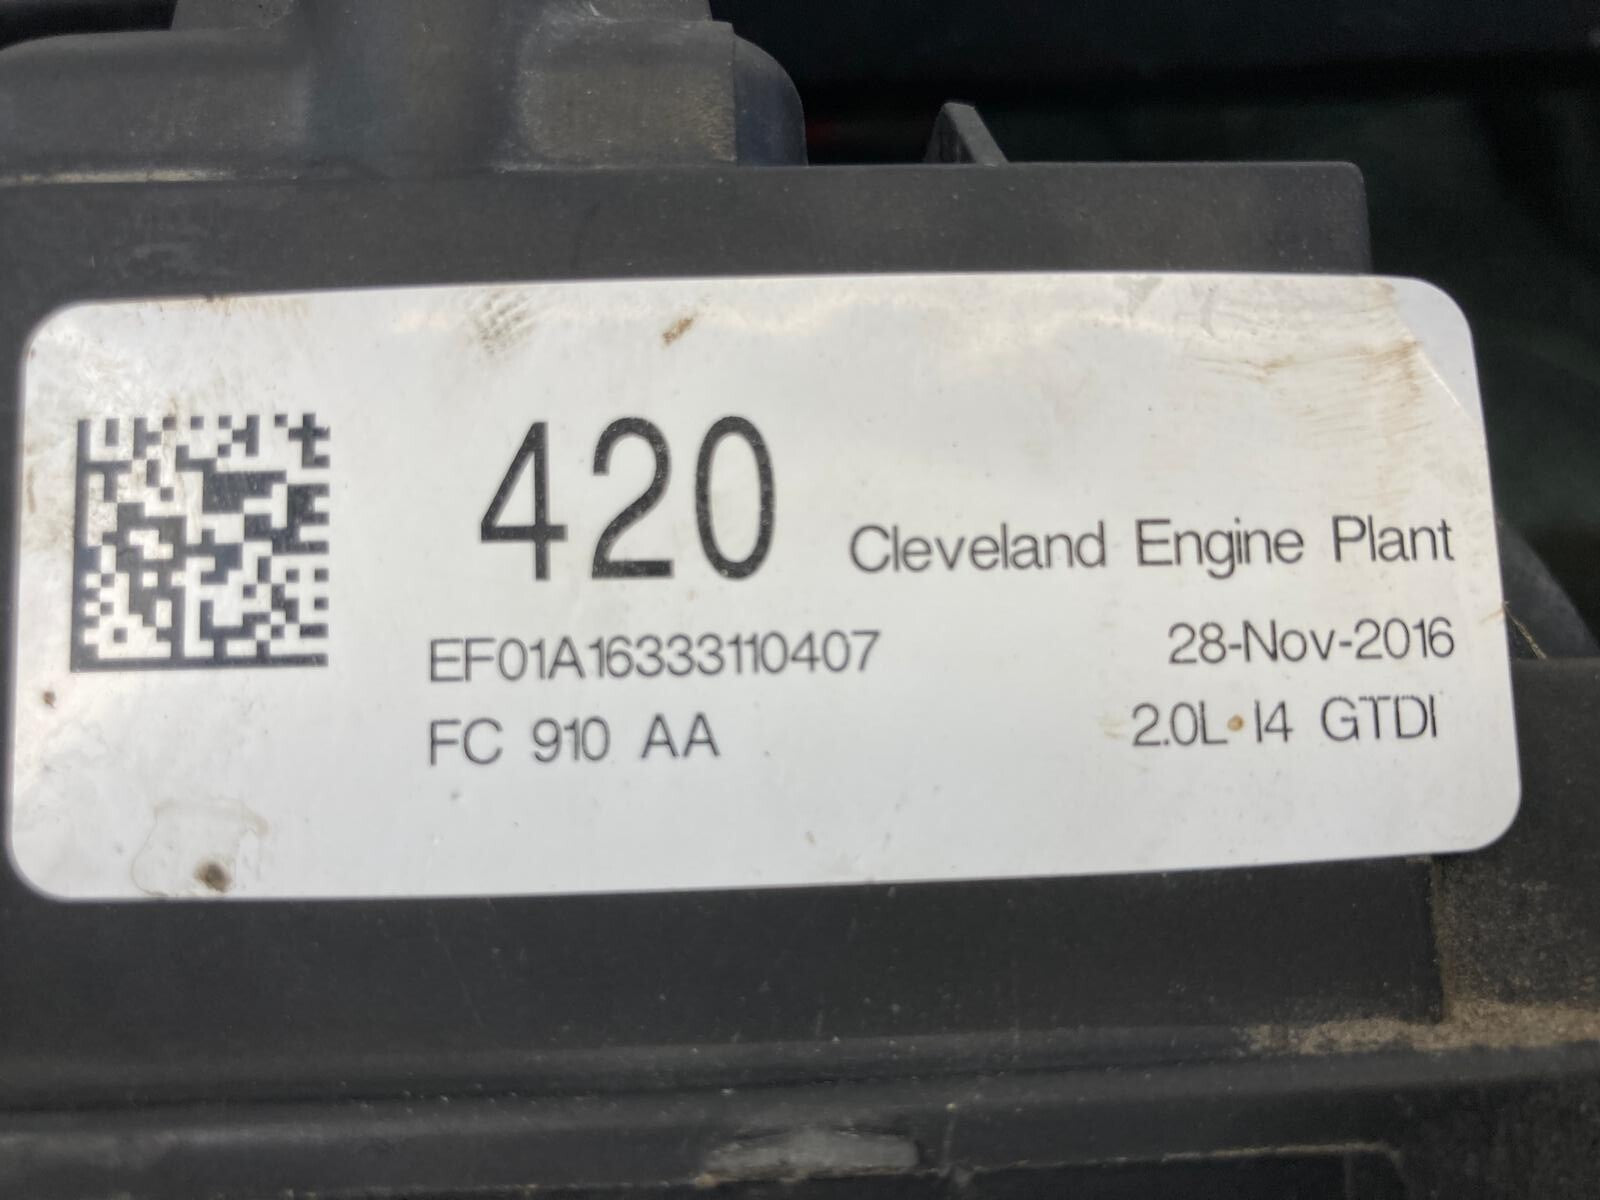 420 Cleveland Engine Plant
EF01A16333110407 28-Nov-2016
FC 910 AA 2.0L I4 GTDI